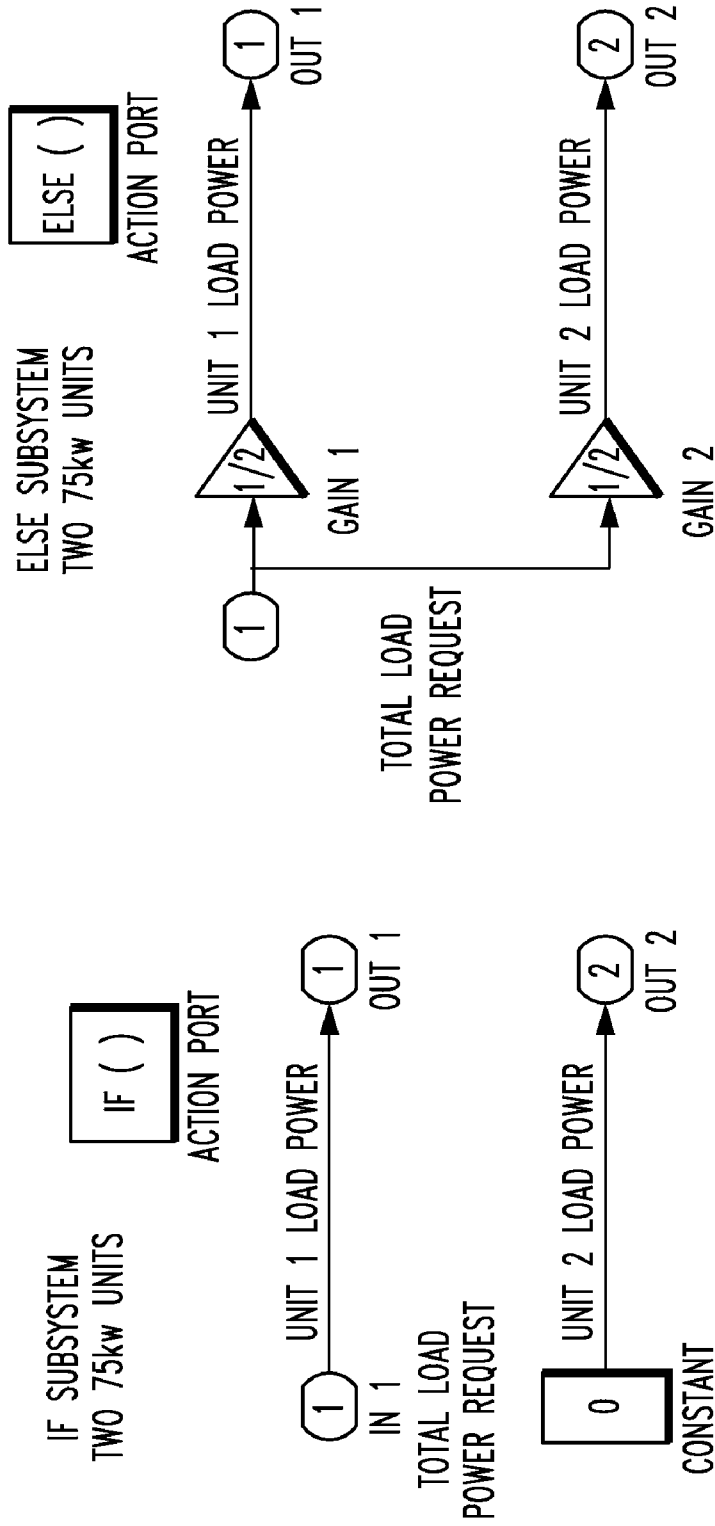 IF SUBSYSTEM
TWO 75kw UNITS
IF ( )
ACTION PORT
1
IN 1
TOTAL LOAD
POWER REQUEST
UNIT 1 LOAD POWER
1
OUT 1
0
CONSTANT
UNIT 2 LOAD POWER
2
OUT 2
ELSE SUBSYSTEM
TWO 75kw UNITS
ELSE ( )
ACTION PORT
1
TOTAL LOAD
POWER REQUEST
1/2
GAIN 1
UNIT 1 LOAD POWER
1
OUT 1
1/2
GAIN 2
UNIT 2 LOAD POWER
2
OUT 2